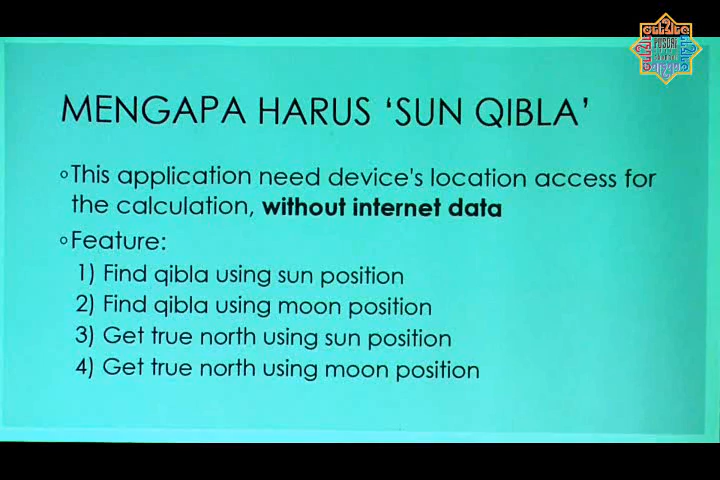 PUSDAI
MENGAPA HARUS ‘SUN QIBLA’
◦This application need device's location access for
the calculation, without internet data
◦Feature:
1) Find qibla using sun position
2) Find qibla using moon position
3) Get true north using sun position
4) Get true north using moon position